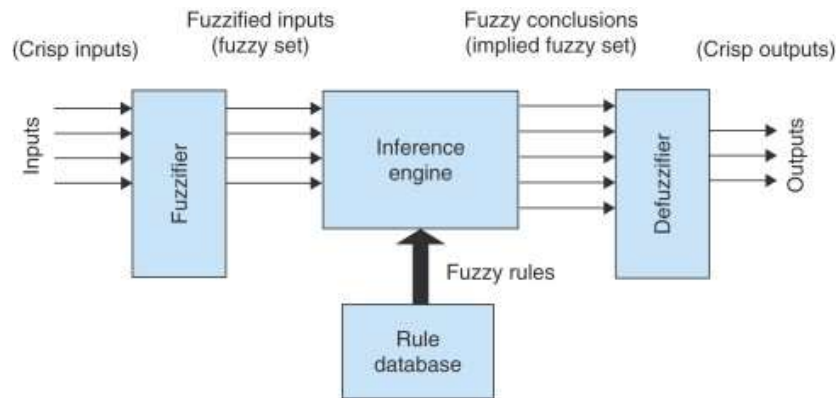 Fuzzified inputs
(fuzzy set)
Fuzzy conclusions
(implied fuzzy set)
(Crisp inputs)
(Crisp outputs)
Inputs
Fuzzifier
Inference
engine
Defuzzifier
Outputs
Fuzzy rules
Rule
database